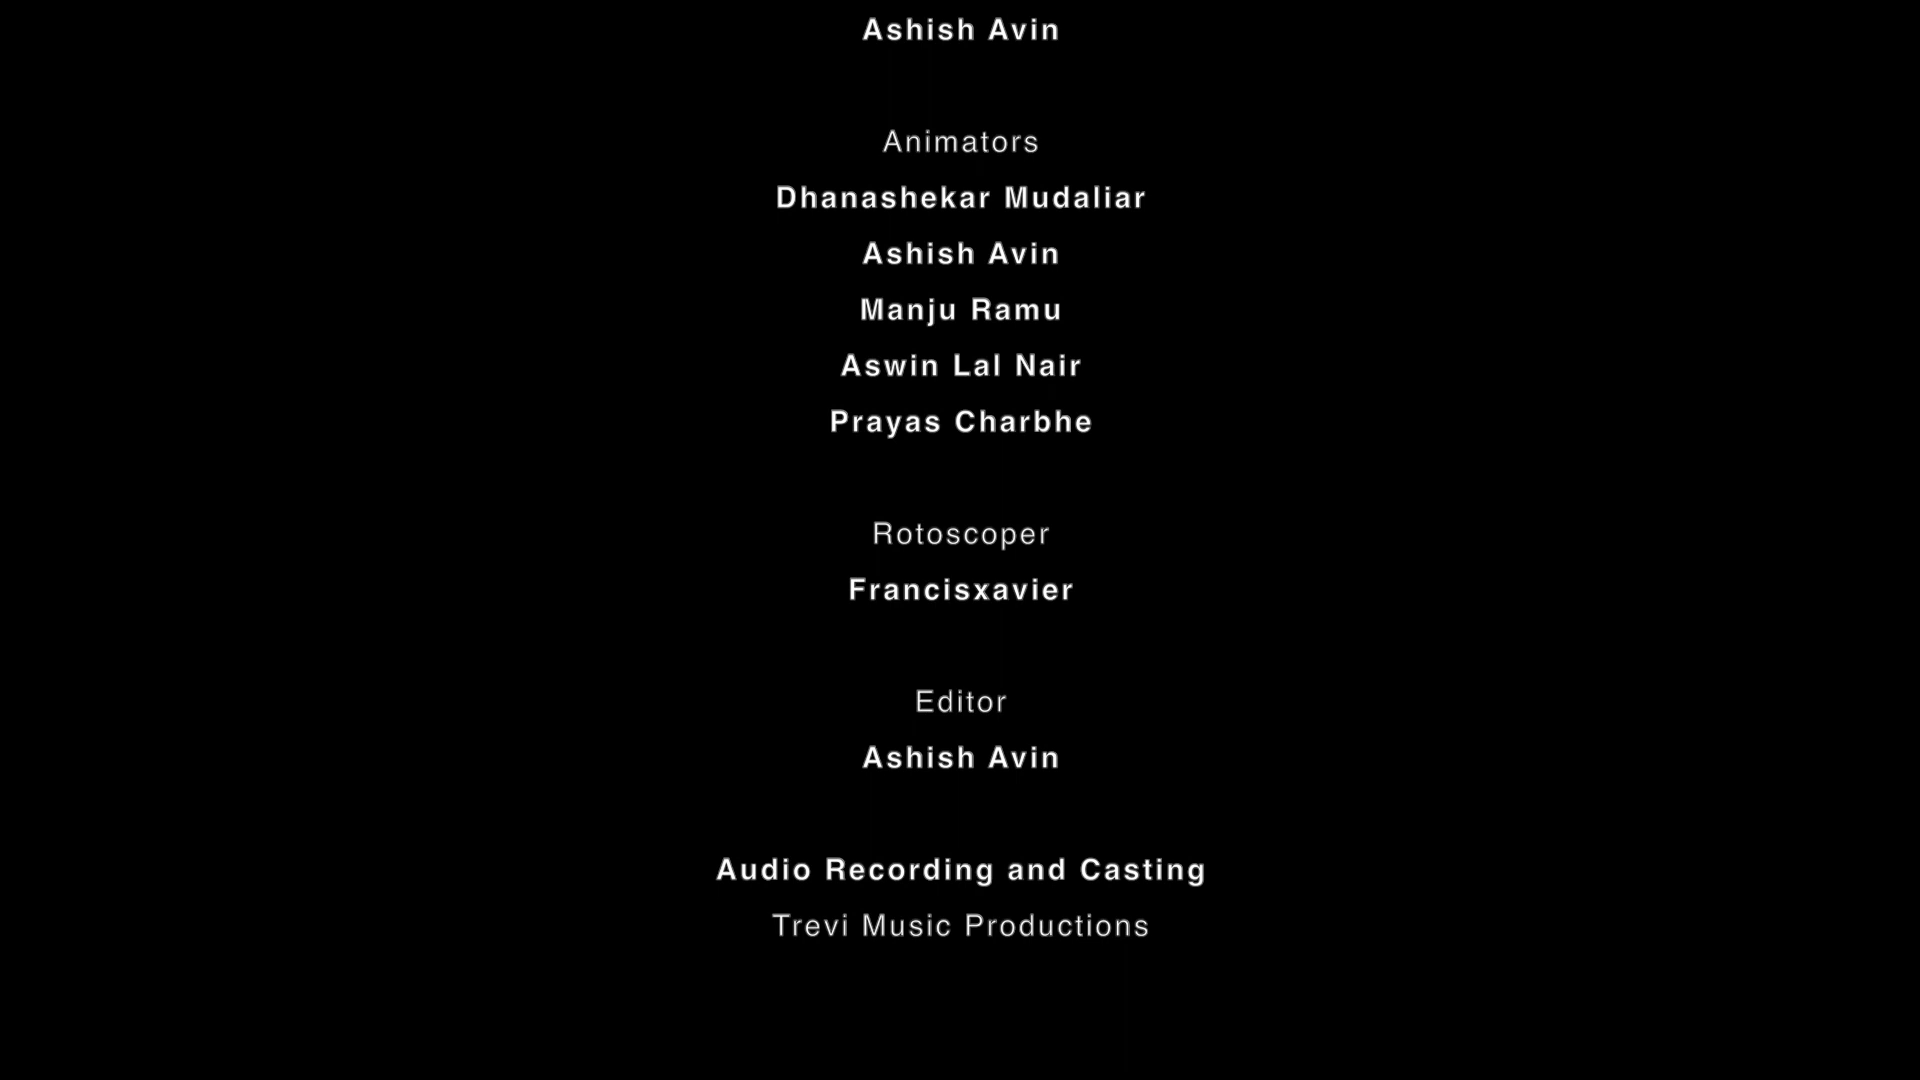 Ashish Avin
Animators
Dhanashekar Mudaliar
Ashish Avin
Manju Ramu
Aswin Lal Nair
Prayas Charbhe
Rotoscoper
Francisxavier
Editor
Ashish Avin
Audio Recording and Casting
Trevi Music Productions